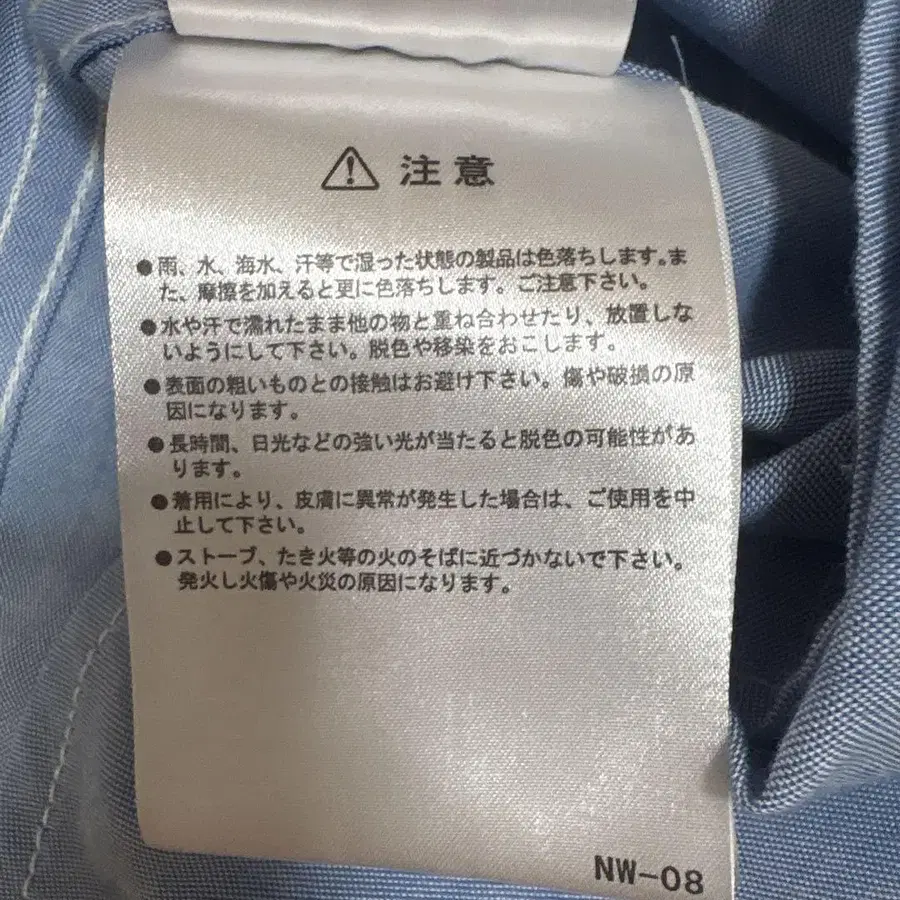 ⚠ 注意
●雨、水、海水、汗等で湿った状態の製品は色落ちします。ま
た、摩擦を加えると更に色落ちします。ご注意下さい。
●水や汗で濡れたまま他の物と重ね合わせたり、放置しな
いようにして下さい。脱色や移染をおこします。
●表面の粗いものとの接触はお避け下さい。傷や破損の原
因になります。
●長時間、日光などの強い光が当たると脱色の可能性があ
ります。
●着用により、皮膚に異常が発生した場合は、ご使用を中
止して下さい。
●ストーブ、たき火等の火のそばに近づかないで下さい。
発火し火傷や火災の原因になります。
NW-08